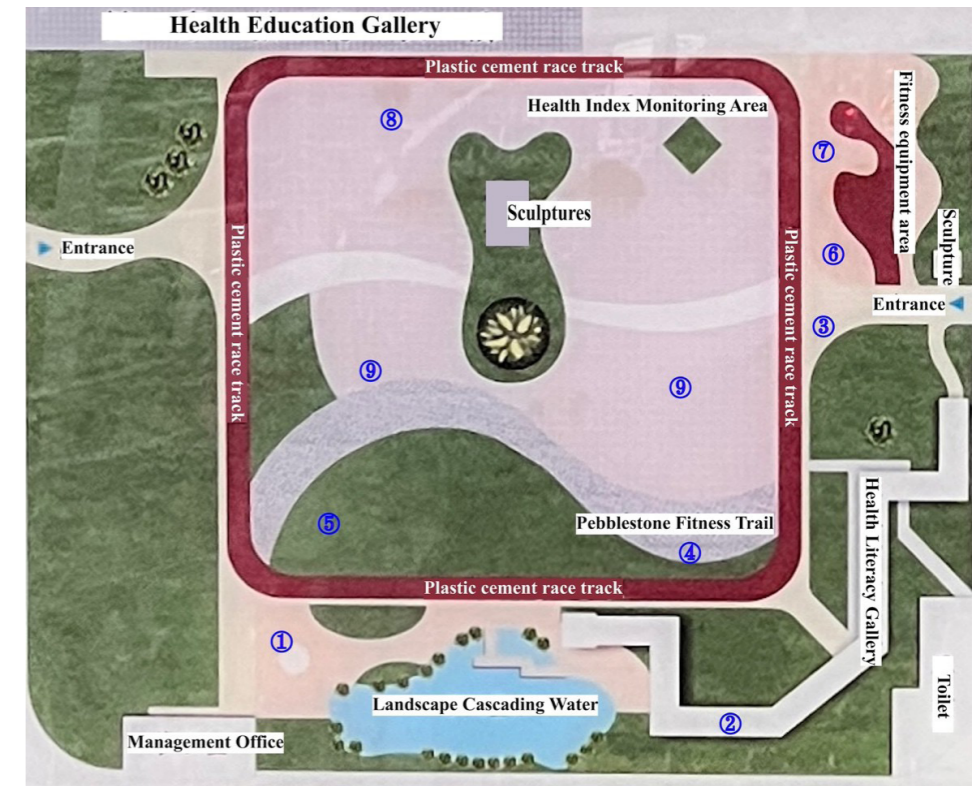 Health Education Gallery
Plastic cement race track
Health Index Monitoring Area
⑧
⑦
Fitness equipment area
Sculptures
Sculpture
Entrance
Plastic cement race track
Plastic cement race track
⑥
Entrance
③
⑨
⑨
⑤
Pebblestone Fitness Trail
④
Health Literacy Gallery
Plastic cement race track
①
Landscape Cascading Water
②
Toilet
Management Office